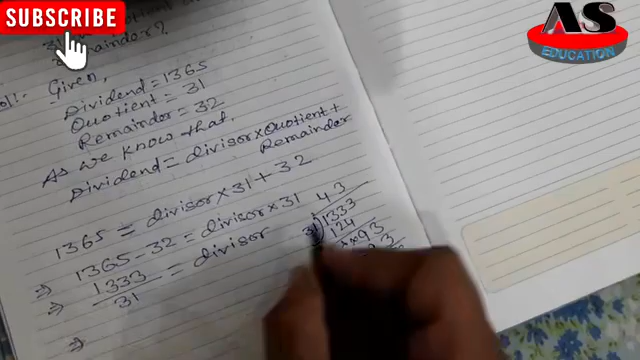 SUBSCRIBE
AS
EDUCATION
Remainder?
Soln:- Given,
Dividend = 1365
Quotient = 31
Remainder = 32
As we know that,
Dividend = divisor × Quotient +
Remainder
1365 = divisor × 31 + 32
⇒ 1365 - 32 = divisor × 31
⇒ 1333 / 31 = divisor
⇒
43
31) 1333
124
93